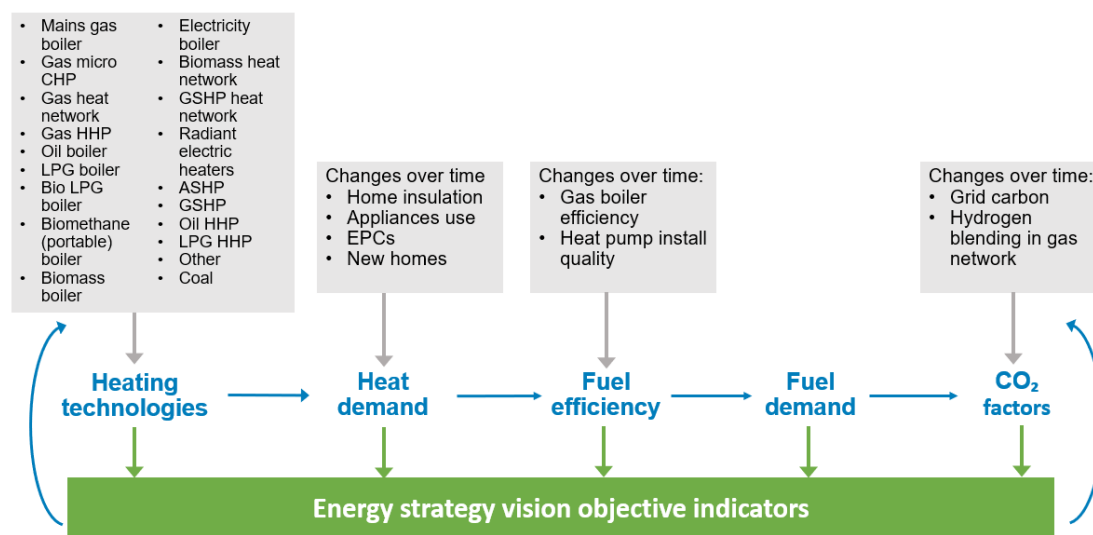 • Mains gas
boiler
• Gas micro
CHP
• Gas heat
network
• Gas HHP
• Oil boiler
• LPG boiler
• Bio LPG
boiler
• Biomethane
(portable)
boiler
• Biomass
boiler
• Electricity
boiler
• Biomass heat
network
• GSHP heat
network
• Radiant
electric
heaters
• ASHP
• GSHP
• Oil HHP
• LPG HHP
• Other
• Coal
Changes over time
• Home insulation
• Appliances use
• EPCs
• New homes
Changes over time:
• Gas boiler
efficiency
• Heat pump install
quality
Changes over time:
• Grid carbon
• Hydrogen
blending in gas
network
Heating
technologies
Heat
demand
Fuel
efficiency
Fuel
demand
CO₂
factors
Energy strategy vision objective indicators